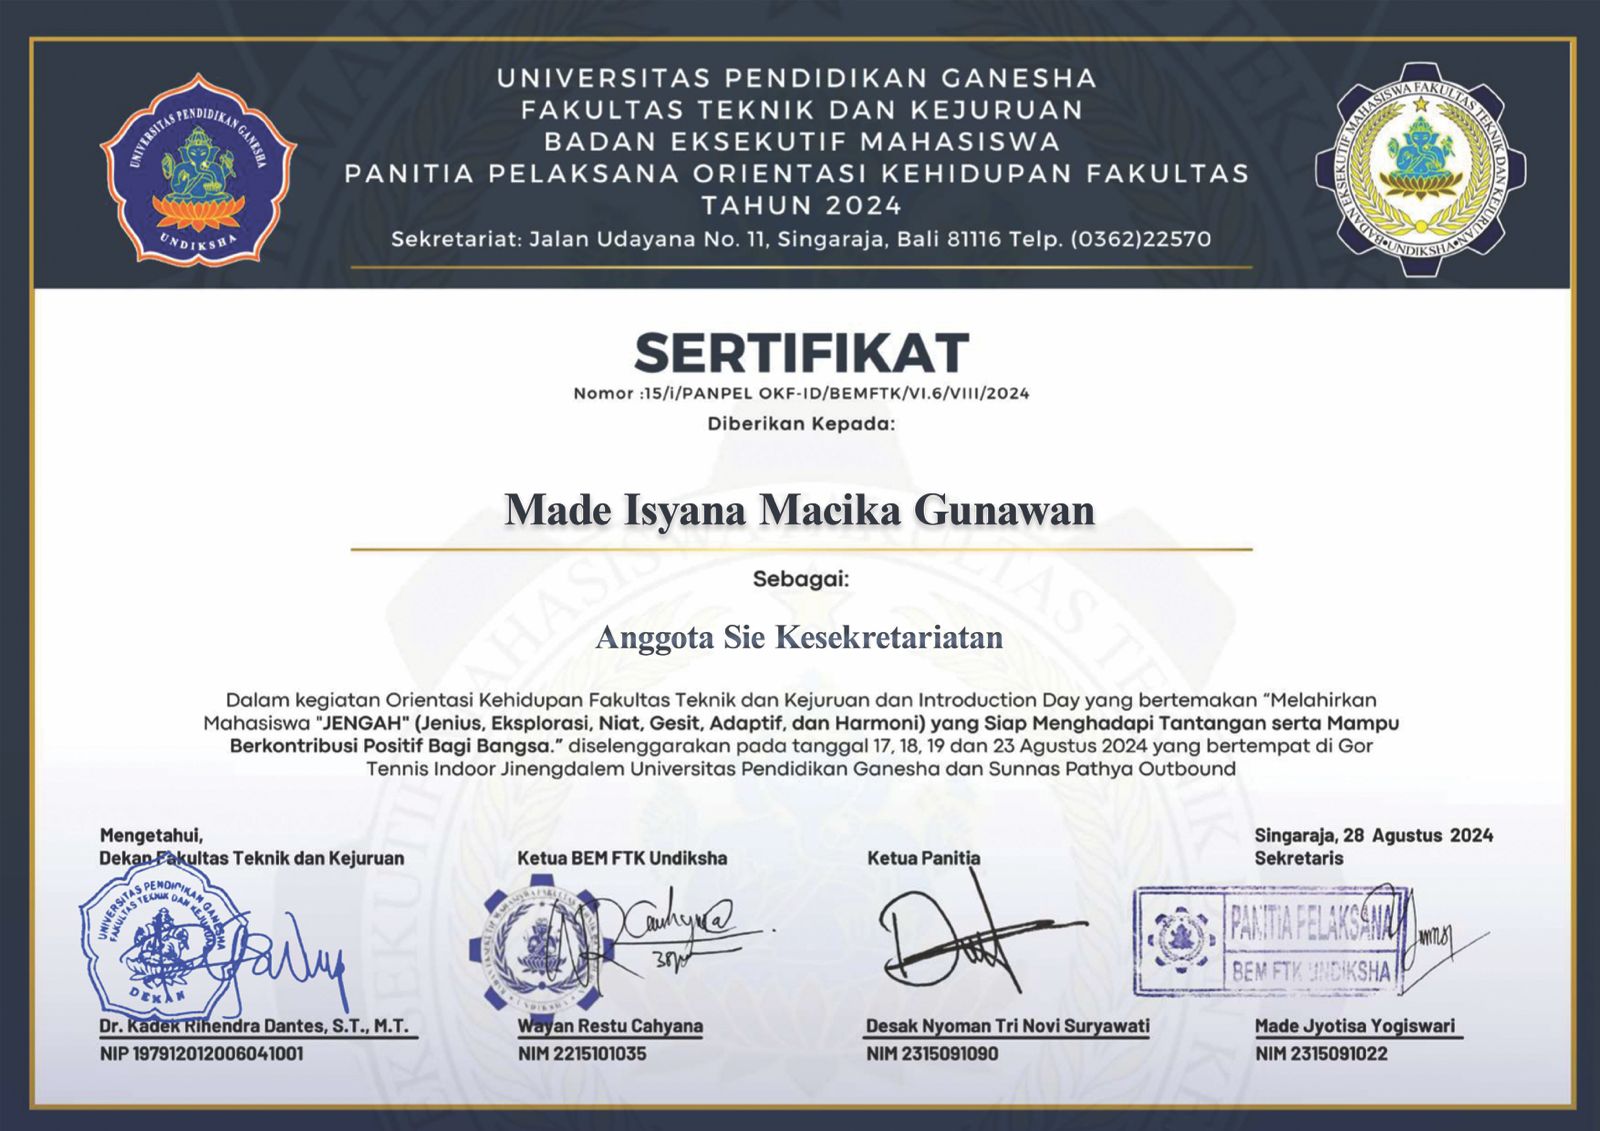 UNIVERSITAS PENDIDIKAN GANESHA
FAKULTAS TEKNIK DAN KEJURUAN
BADAN EKSEKUTIF MAHASISWA
PANITIA PELAKSANA ORIENTASI KEHIDUPAN FAKULTAS
TAHUN 2024
Sekretariat: Jalan Udayana No. 11, Singaraja, Bali 81116 Telp. (0362)22570
UNIVERSITAS PENDIDIKAN GANESHA
UNDIKSHA
BADAN EKSEKUTIF MAHASISWA FAKULTAS TEKNIK DAN KEJURUAN
UNDIKSHA
SERTIFIKAT
Nomor :15/i/PANPEL OKF-ID/BEMFTK/VI.6/VIII/2024
Diberikan Kepada:
Made Isyana Macika Gunawan
Sebagai:
Anggota Sie Kesekretariatan
Dalam kegiatan Orientasi Kehidupan Fakultas Teknik dan Kejuruan dan Introduction Day yang bertemakan “Melahirkan
Mahasiswa "JENGAH" (Jenius, Eksplorasi, Niat, Gesit, Adaptif, dan Harmoni) yang Siap Menghadapi Tantangan serta Mampu
Berkontribusi Positif Bagi Bangsa.” diselenggarakan pada tanggal 17, 18, 19 dan 23 Agustus 2024 yang bertempat di Gor
Tennis Indoor Jinengdalem Universitas Pendidikan Ganesha dan Sunnas Pathya Outbound
Mengetahui,
Dekan Fakultas Teknik dan Kejuruan
UNIVERSITAS PENDIDIKAN GANESHA
FAKULTAS TEKNIK DAN KEJURUAN
DEKAN
Dr. Kadek Rihendra Dantes, S.T., M.T.
NIP 197912012006041001
Ketua BEM FTK Undiksha
Wayan Restu Cahyana
NIM 2215101035
Ketua Panitia
Desak Nyoman Tri Novi Suryawati
NIM 2315091090
Singaraja, 28 Agustus 2024
Sekretaris
PANITIA PELAKSANA
BEM FTK UNDIKSHA
Made Jyotisa Yogiswari
NIM 2315091022